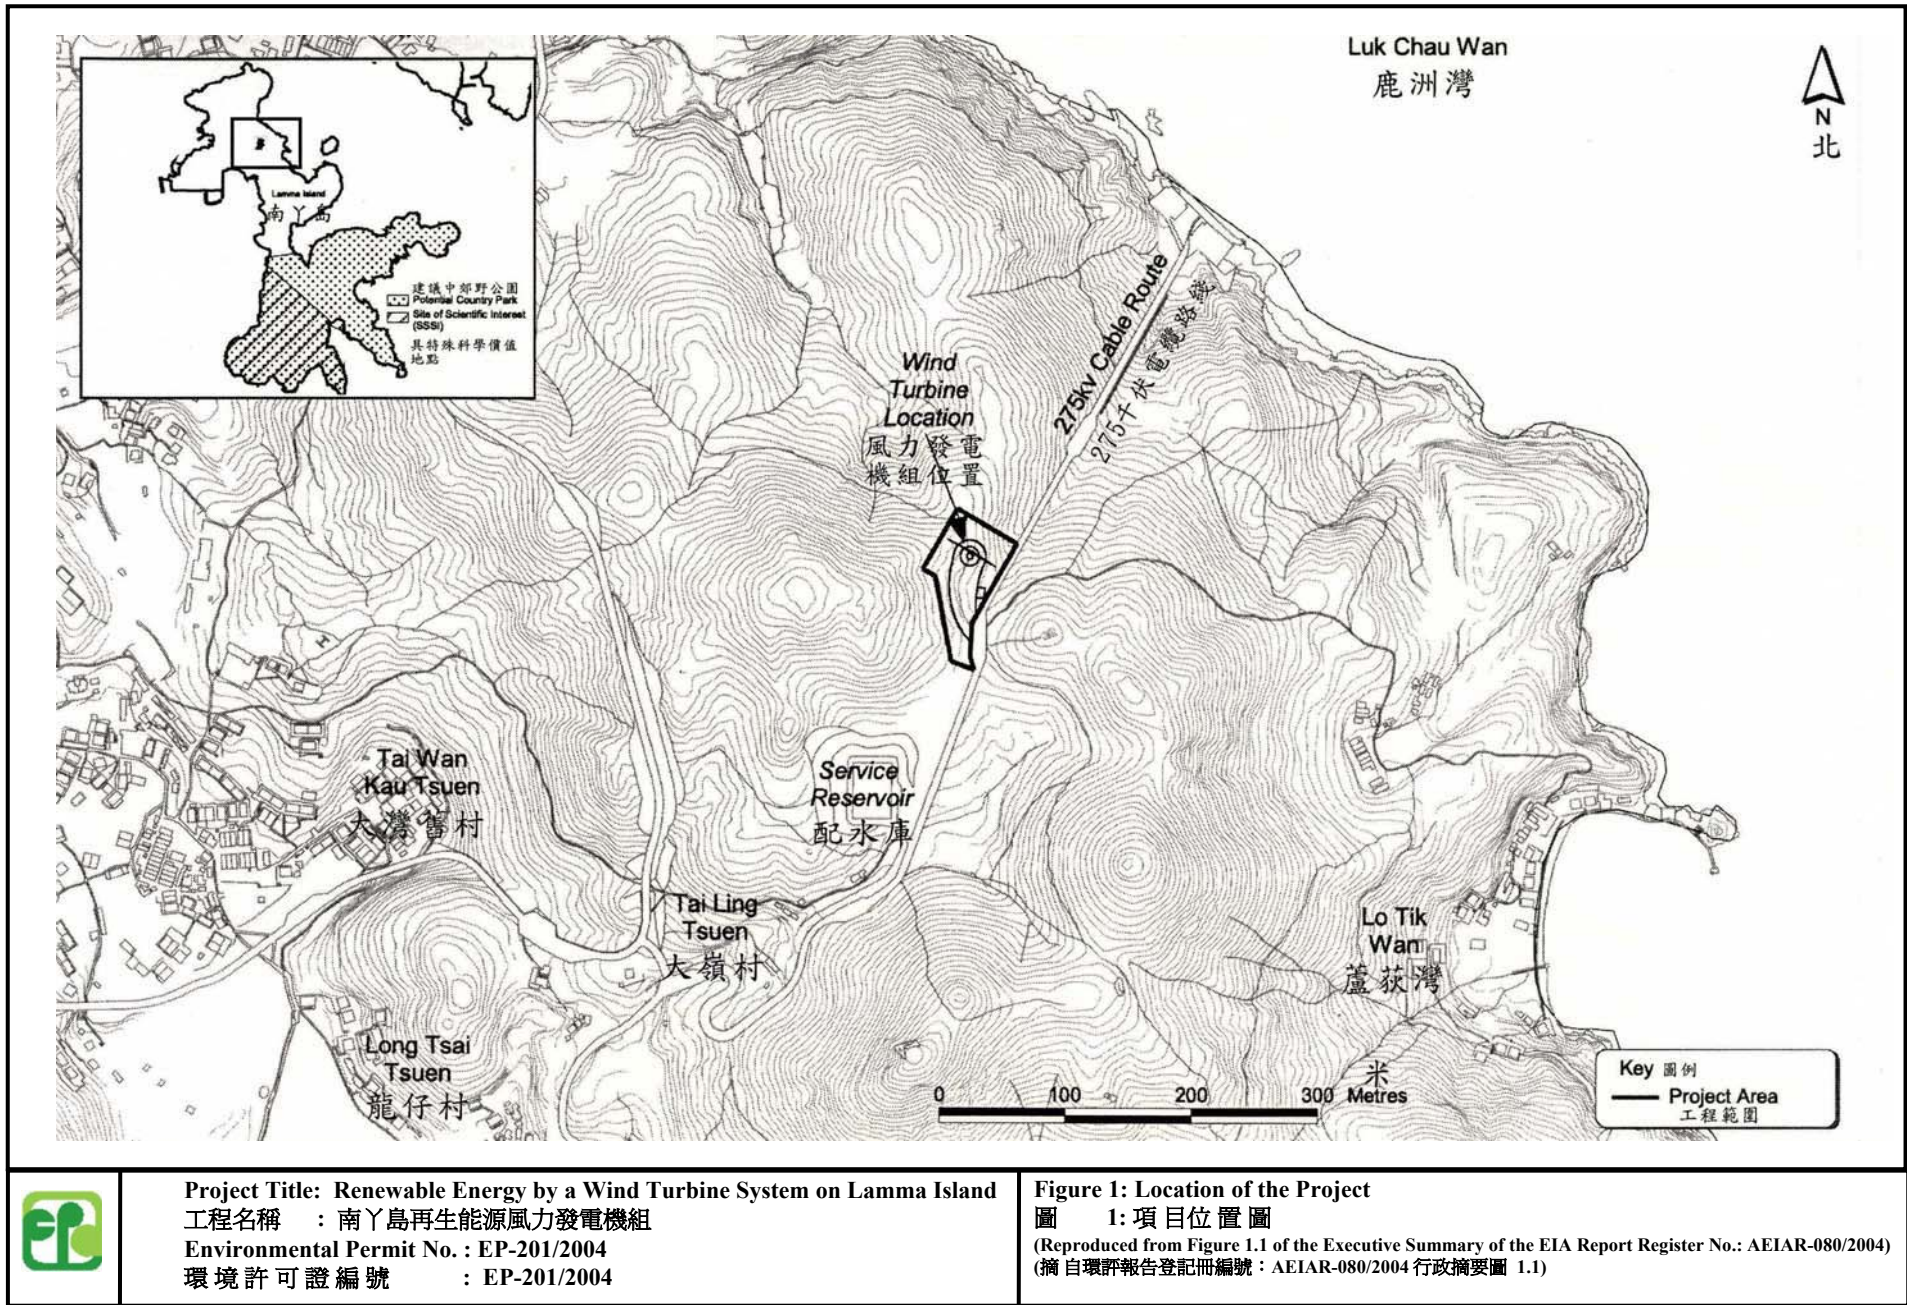 Luk Chau Wan
鹿洲灣
N
北
Lamma Island
南丫島
建議中郊野公園
Potential Country Park
Site of Scientific Interest
(SSSI)
具特殊科學價值
地點
275kv Cable Route
275千伏電纜路綫
Wind
Turbine
Location
風力發電
機組位置
H
Tai Wan
Kau Tsuen
大灣舊村
Service
Reservoir
配水庫
Tai Ling
Tsuen
大嶺村
Lo Tik
Wan
蘆荻灣
Long Tsai
Tsuen
龍仔村
米
0 100 200 300 Metres
Key 圖例
Project Area
工程範圍
EPD
Project Title: Renewable Energy by a Wind Turbine System on Lamma Island
工程名稱 : 南丫島再生能源風力發電機組
Environmental Permit No. : EP-201/2004
環境許可證編號 : EP-201/2004
Figure 1: Location of the Project
圖 1: 項目位置圖
(Reproduced from Figure 1.1 of the Executive Summary of the EIA Report Register No.: AEIAR-080/2004)
(摘自環評報告登記冊編號：AEIAR-080/2004 行政摘要圖 1.1)